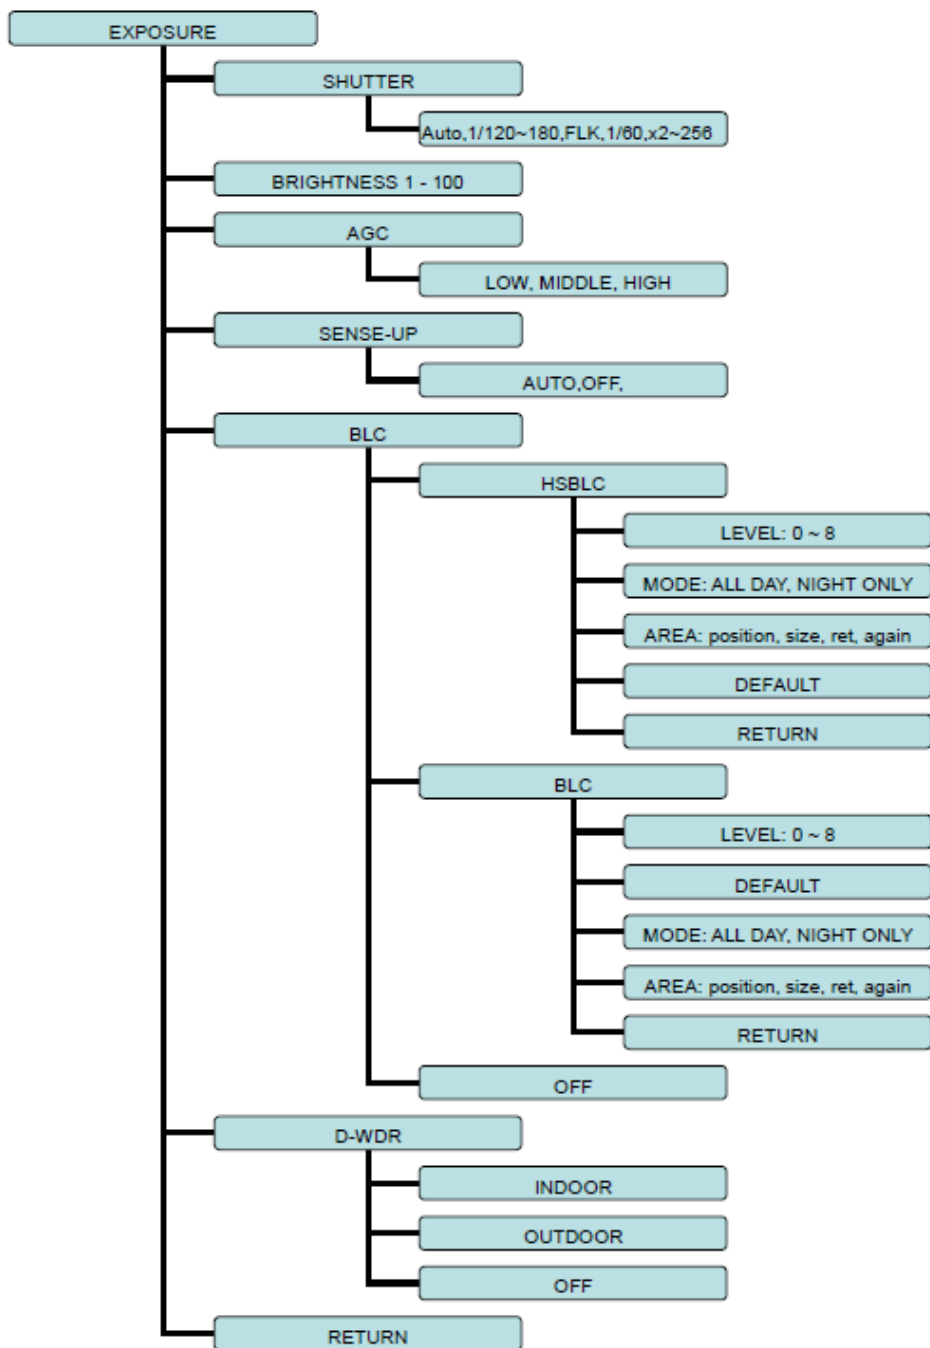 EXPOSURE
SHUTTER
Auto,1/120~180,FLK,1/60,x2~256
BRIGHTNESS 1 - 100
AGC
LOW, MIDDLE, HIGH
SENSE-UP
AUTO,OFF,
BLC
HSBLC
LEVEL: 0 ~ 8
MODE: ALL DAY, NIGHT ONLY
AREA: position, size, ret, again
DEFAULT
RETURN
BLC
LEVEL: 0 ~ 8
DEFAULT
MODE: ALL DAY, NIGHT ONLY
AREA: position, size, ret, again
RETURN
OFF
D-WDR
INDOOR
OUTDOOR
OFF
RETURN